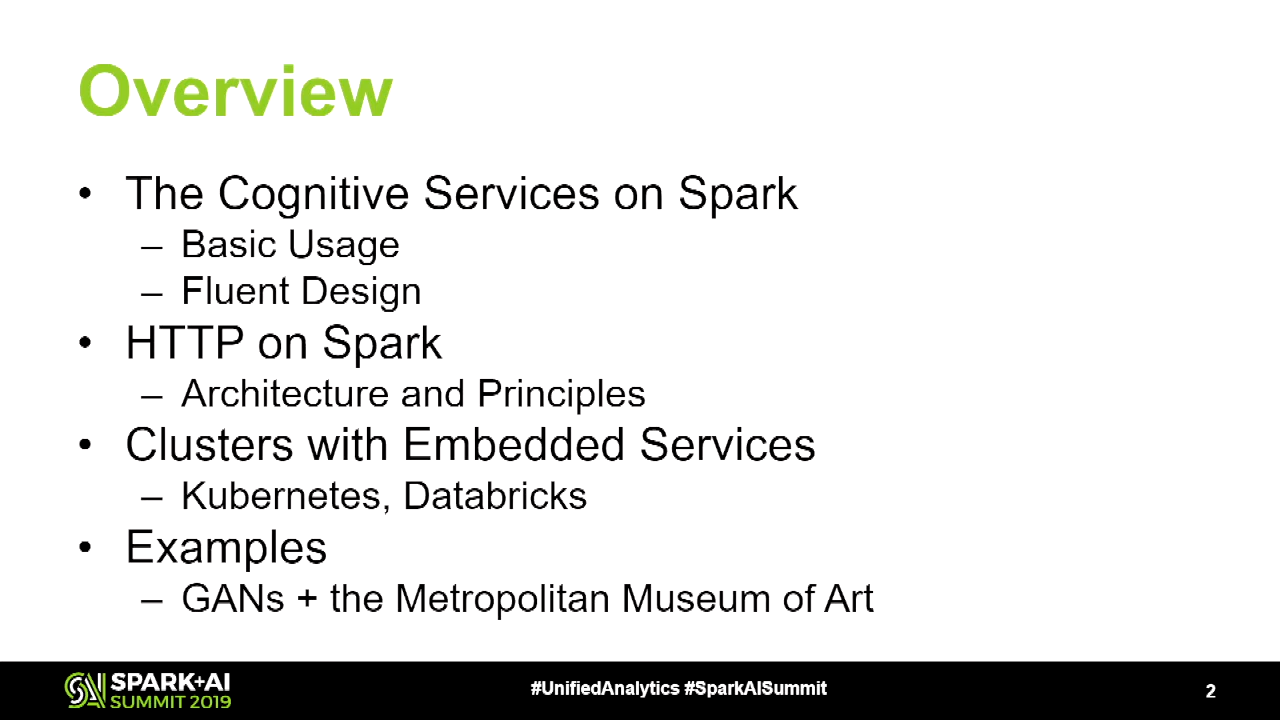 Overview
• The Cognitive Services on Spark
– Basic Usage
– Fluent Design
• HTTP on Spark
– Architecture and Principles
• Clusters with Embedded Services
– Kubernetes, Databricks
• Examples
– GANs + the Metropolitan Museum of Art
SPARK+AI
SUMMIT 2019
#UnifiedAnalytics #SparkAISummit
2